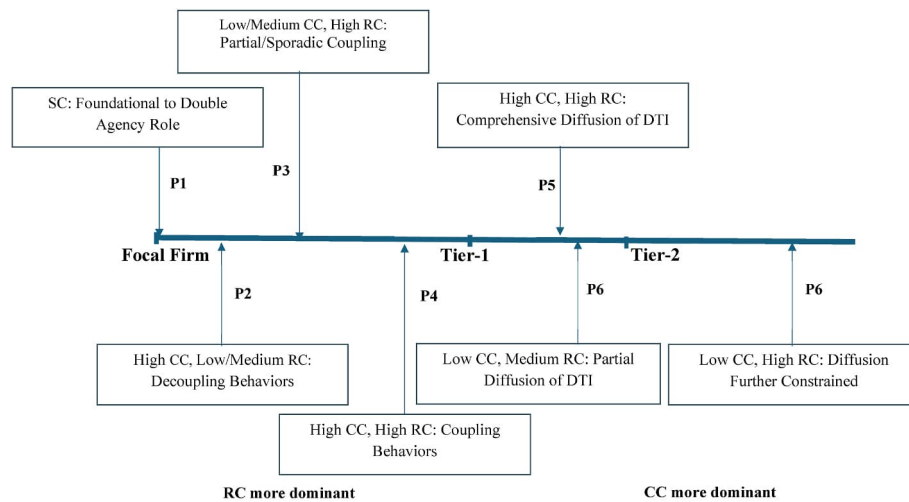 Low/Medium CC, High RC:
Partial/Sporadic Coupling
SC: Foundational to Double
Agency Role
High CC, High RC:
Comprehensive Diffusion of DTI
P1
P3
P5
Focal Firm
Tier-1
Tier-2
P2
P4
P6
P6
High CC, Low/Medium RC:
Decoupling Behaviors
Low CC, Medium RC: Partial
Diffusion of DTI
Low CC, High RC: Diffusion
Further Constrained
High CC, High RC: Coupling
Behaviors
RC more dominant
CC more dominant